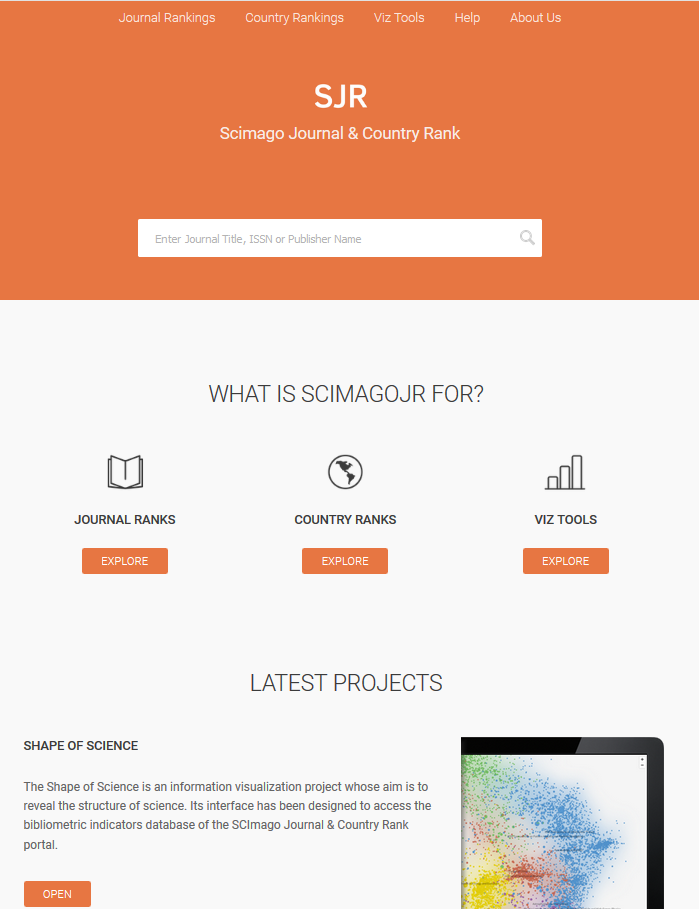 Journal Rankings Country Rankings Viz Tools Help About Us
SJR
Scimago Journal & Country Rank
Enter Journal Title, ISSN or Publisher Name
WHAT IS SCIMAGOJR FOR?
JOURNAL RANKS COUNTRY RANKS VIZ TOOLS
EXPLORE EXPLORE EXPLORE
LATEST PROJECTS
SHAPE OF SCIENCE
The Shape of Science is an information visualization project whose aim is to
reveal the structure of science. Its interface has been designed to access the
bibliometric indicators database of the SCImago Journal & Country Rank
portal.
OPEN